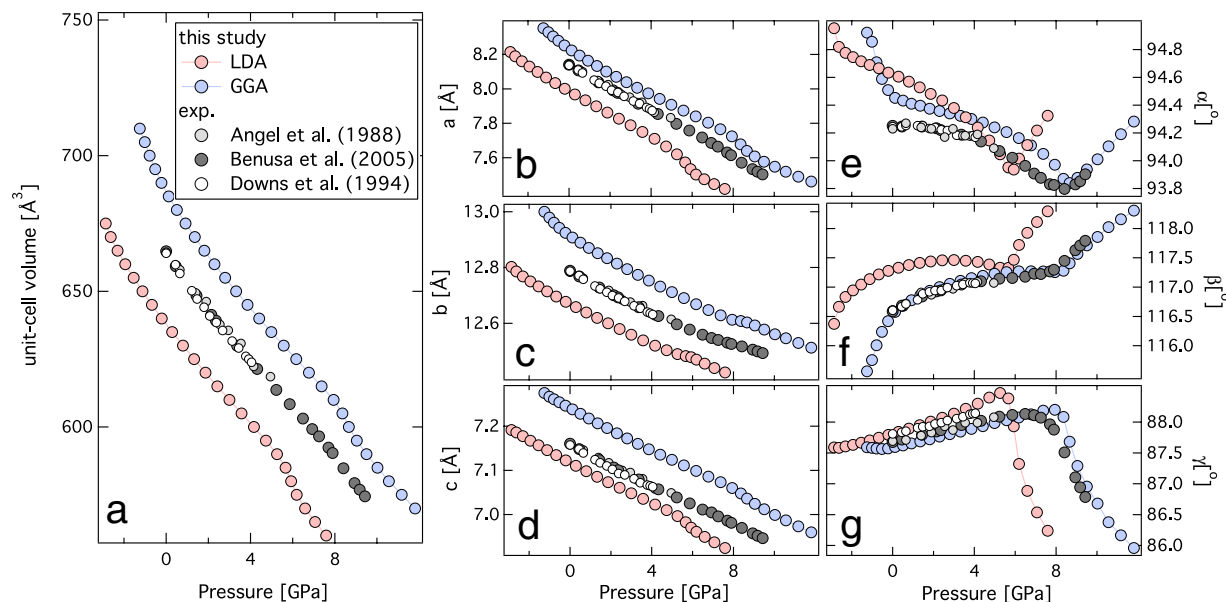 750
700
650
600
unit-cell volume [Å³]
this study
LDA
GGA
exp.
Angel et al. (1988)
Benusa et al. (2005)
Downs et al. (1994)
a
0
4
8
Pressure [GPa]
8.2
8.0
7.8
7.6
a [Å]
b
13.0
12.8
12.6
b [Å]
c
7.2
7.1
7.0
c [Å]
d
0
4
8
Pressure [GPa]
e
94.8
94.6
94.4
94.2
94.0
93.8
α[°]
f
118.0
117.5
117.0
116.5
116.0
β[°]
g
88.0
87.5
87.0
86.5
86.0
γ[°]
0
4
8
Pressure [GPa]